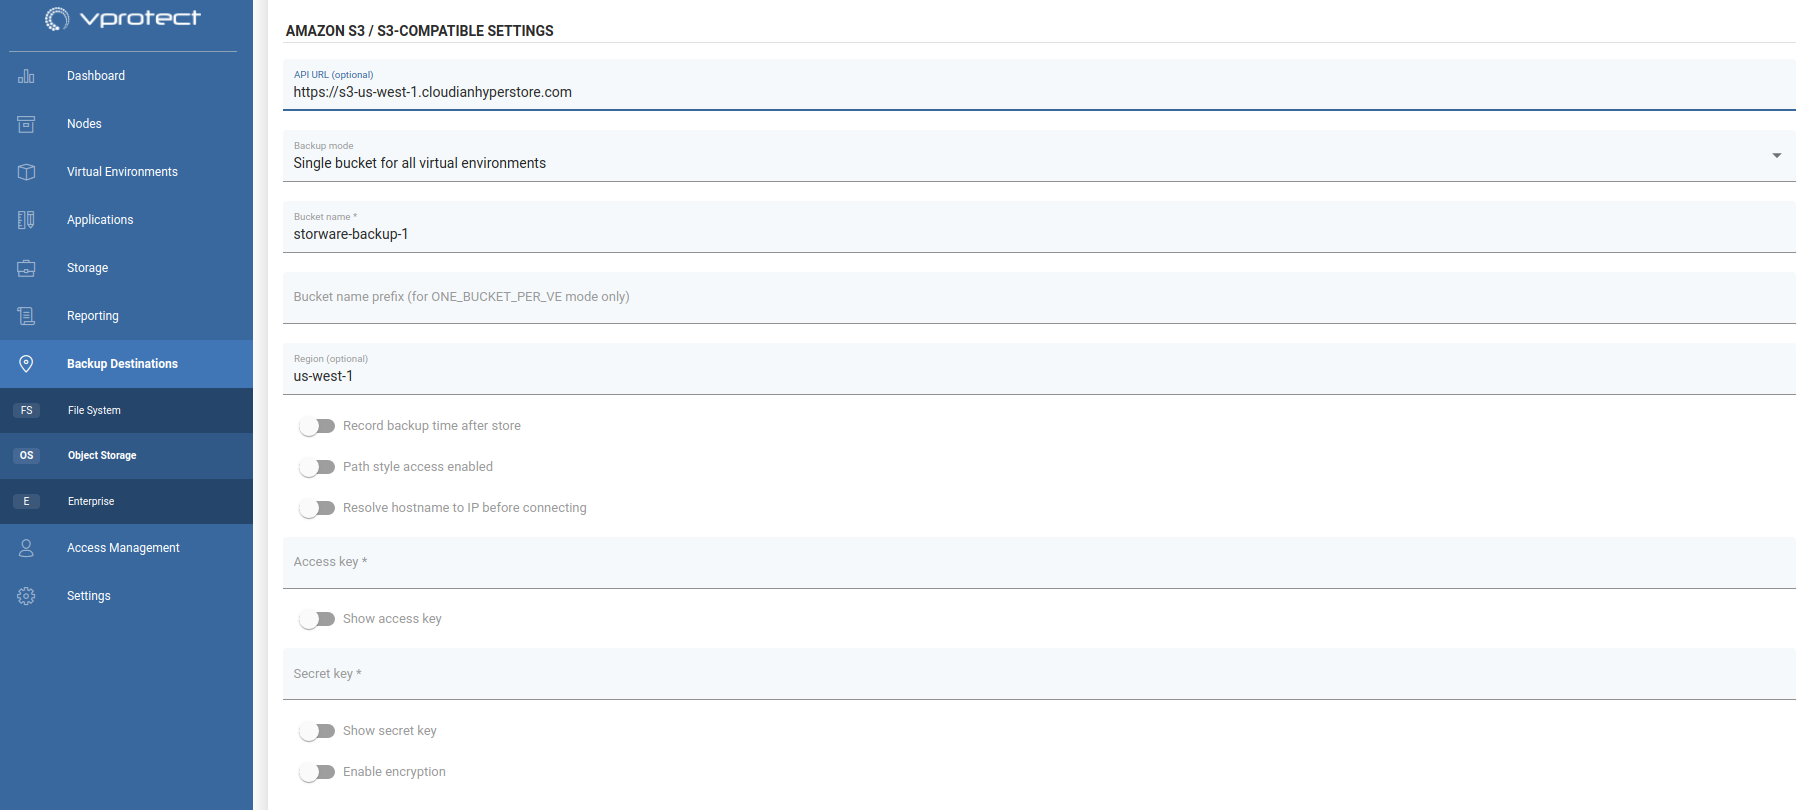 vprotect
Dashboard
Nodes
Virtual Environments
Applications
Storage
Reporting
Backup Destinations
FS File System
OS Object Storage
E Enterprise
Access Management
Settings
AMAZON S3 / S3-COMPATIBLE SETTINGS
API URL (optional)
https://s3-us-west-1.cloudianhyperstore.com
Backup mode
Single bucket for all virtual environments
Bucket name *
storware-backup-1
Bucket name prefix (for ONE_BUCKET_PER_VE mode only)
Region (optional)
us-west-1
Record backup time after store
Path style access enabled
Resolve hostname to IP before connecting
Access key *
Show access key
Secret key *
Show secret key
Enable encryption